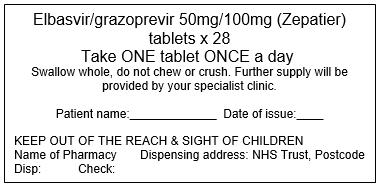 Elbasvir/grazoprevir 50mg/100mg (Zepatier)
tablets x 28
Take ONE tablet ONCE a day
Swallow whole, do not chew or crush. Further supply will be
provided by your specialist clinic.
Patient name:_____________ Date of issue:____
KEEP OUT OF THE REACH & SIGHT OF CHILDREN
Name of Pharmacy Dispensing address: NHS Trust, Postcode
Disp: Check: